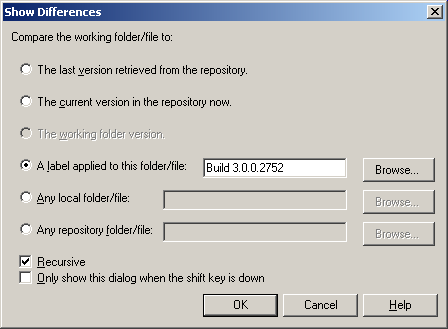 Show Differences
Compare the working folder/file to:
The last version retrieved from the repository.
The current version in the repository now.
The working folder version.
A label applied to this folder/file: Build 3.0.0.2752 Browse...
Any local folder/file: Browse...
Any repository folder/file: Browse...
Recursive
Only show this dialog when the shift key is down
OK Cancel Help